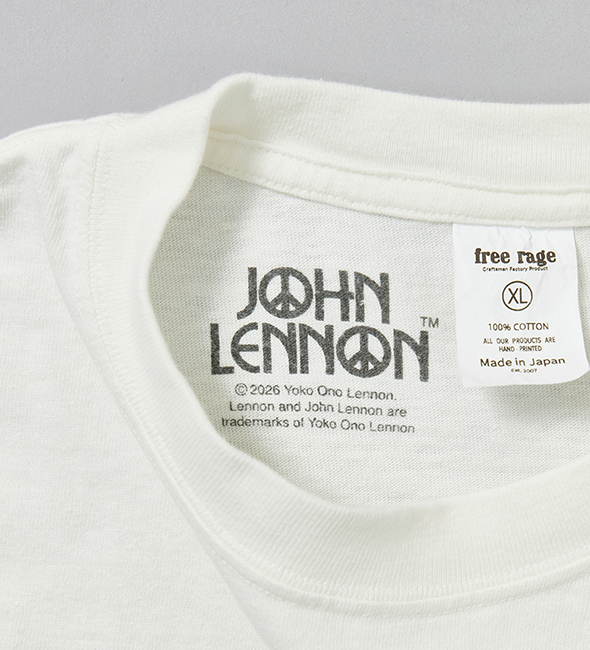 JOHN
LENNON™
©2026 Yoko Ono Lennon.
Lennon and John Lennon are
trademarks of Yoko Ono Lennon
free rage
Craftsman Factory Product
XL
100% COTTON
ALL OUR PRODUCTS ARE
HAND-PRINTED
Made in Japan
Est. 2007